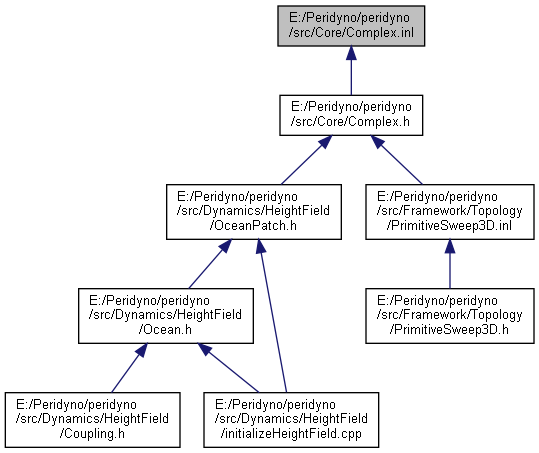 E:/Peridyno/peridyno
/src/Core/Complex.inl
E:/Peridyno/peridyno
/src/Core/Complex.h
E:/Peridyno/peridyno
/src/Dynamics/HeightField
/OceanPatch.h
E:/Peridyno/peridyno
/src/Framework/Topology
/PrimitiveSweep3D.inl
E:/Peridyno/peridyno
/src/Dynamics/HeightField
/Ocean.h
E:/Peridyno/peridyno
/src/Framework/Topology
/PrimitiveSweep3D.h
E:/Peridyno/peridyno
/src/Dynamics/HeightField
/Coupling.h
E:/Peridyno/peridyno
/src/Dynamics/HeightField
/initializeHeightField.cpp